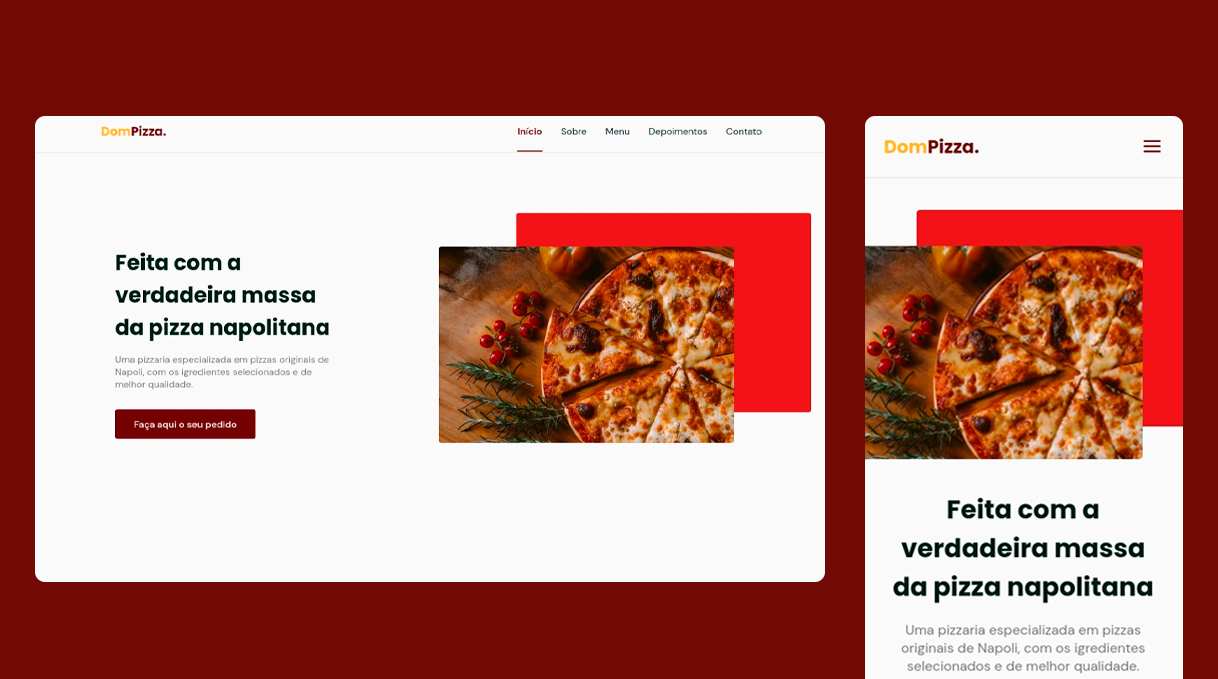 DomPizza.
Início Sobre Menu Depoimentos Contato
Feita com a
verdadeira massa
da pizza napolitana
Uma pizzaria especializada em pizzas originais de
Napoli, com os igredientes selecionados e de
melhor qualidade.
Faça aqui o seu pedido
DomPizza.
Feita com a
verdadeira massa
da pizza napolitana
Uma pizzaria especializada em pizzas
originais de Napoli, com os igredientes
selecionados e de melhor qualidade.